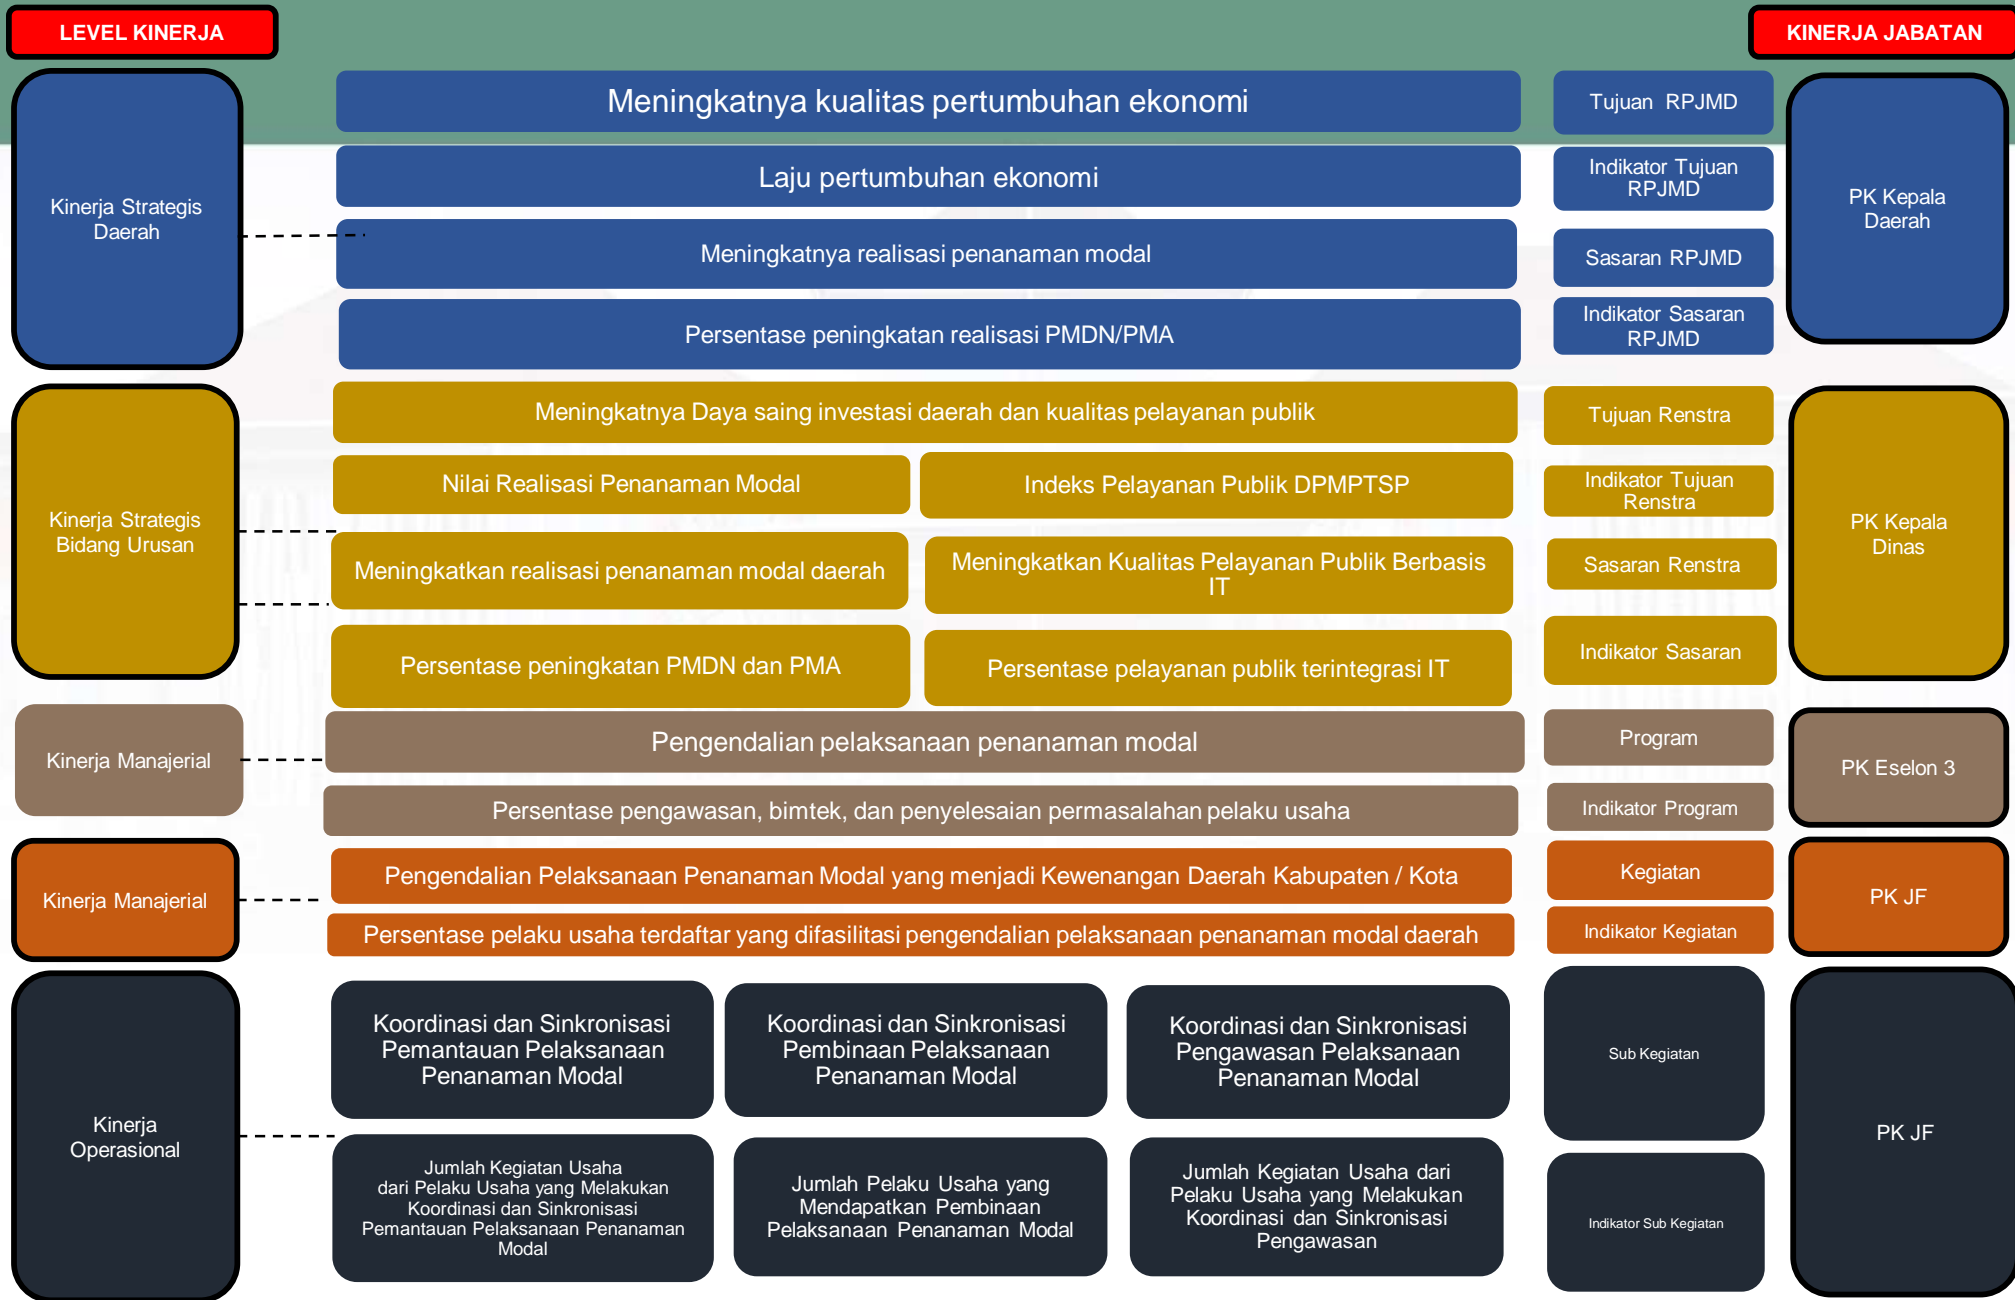 LEVEL KINERJA
KINERJA JABATAN
Kinerja Strategis
Daerah
Meningkatnya kualitas pertumbuhan ekonomi
Tujuan RPJMD
Laju pertumbuhan ekonomi
Indikator Tujuan
RPJMD
Meningkatnya realisasi penanaman modal
Sasaran RPJMD
Persentase peningkatan realisasi PMDN/PMA
Indikator Sasaran
RPJMD
PK Kepala
Daerah
Kinerja Strategis
Bidang Urusan
Meningkatnya Daya saing investasi daerah dan kualitas pelayanan publik
Tujuan Renstra
Nilai Realisasi Penanaman Modal
Indeks Pelayanan Publik DPMPTSP
Indikator Tujuan
Renstra
Meningkatkan realisasi penanaman modal daerah
Meningkatkan Kualitas Pelayanan Publik Berbasis
IT
Sasaran Renstra
Persentase peningkatan PMDN dan PMA
Persentase pelayanan publik terintegrasi IT
Indikator Sasaran
PK Kepala
Dinas
Kinerja Manajerial
Pengendalian pelaksanaan penanaman modal
Program
Persentase pengawasan, bimtek, dan penyelesaian permasalahan pelaku usaha
Indikator Program
PK Eselon 3
Kinerja Manajerial
Pengendalian Pelaksanaan Penanaman Modal yang menjadi Kewenangan Daerah Kabupaten / Kota
Kegiatan
Persentase pelaku usaha terdaftar yang difasilitasi pengendalian pelaksanaan penanaman modal daerah
Indikator Kegiatan
PK JF
Kinerja
Operasional
Koordinasi dan Sinkronisasi
Pemantauan Pelaksanaan
Penanaman Modal
Koordinasi dan Sinkronisasi
Pembinaan Pelaksanaan
Penanaman Modal
Koordinasi dan Sinkronisasi
Pengawasan Pelaksanaan
Penanaman Modal
Sub Kegiatan
Jumlah Kegiatan Usaha
dari Pelaku Usaha yang Melakukan
Koordinasi dan Sinkronisasi
Pemantauan Pelaksanaan Penanaman
Modal
Jumlah Pelaku Usaha yang
Mendapatkan Pembinaan
Pelaksanaan Penanaman Modal
Jumlah Kegiatan Usaha dari
Pelaku Usaha yang Melakukan
Koordinasi dan Sinkronisasi
Pengawasan
Indikator Sub Kegiatan
PK JF